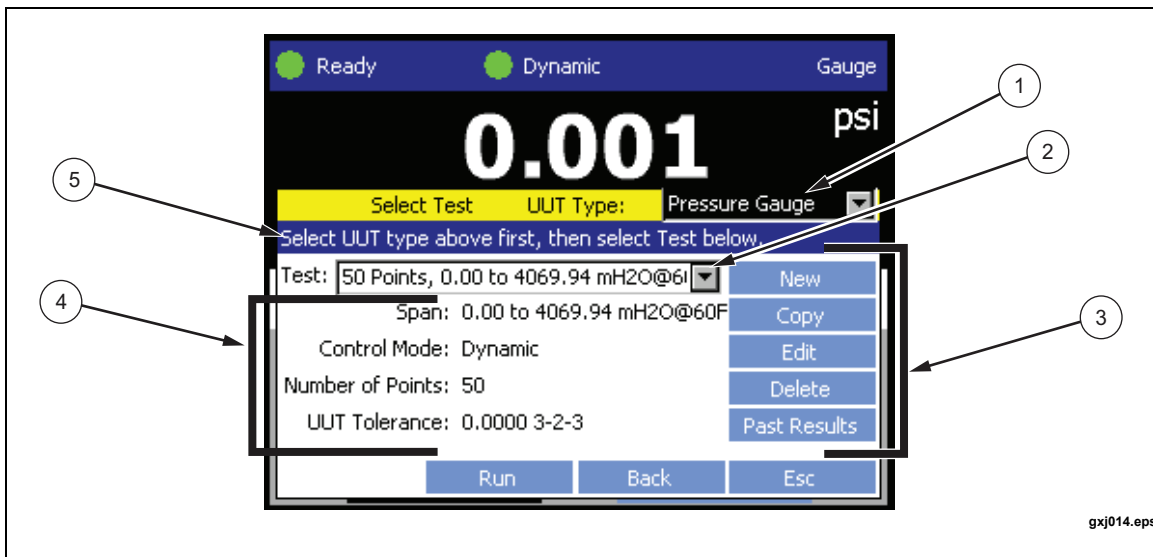 Ready Dynamic Gauge
psi
0.001
Select Test UUT Type: Pressure Gauge
Select UUT type above first, then select Test below.
Test: 50 Points, 0.00 to 4069.94 mH2O@6
Span: 0.00 to 4069.94 mH2O@60F
Control Mode: Dynamic
Number of Points: 50
UUT Tolerance: 0.0000 3-2-3
New
Copy
Edit
Delete
Past Results
Run Back Esc
1
2
3
4
5
gxj014.eps